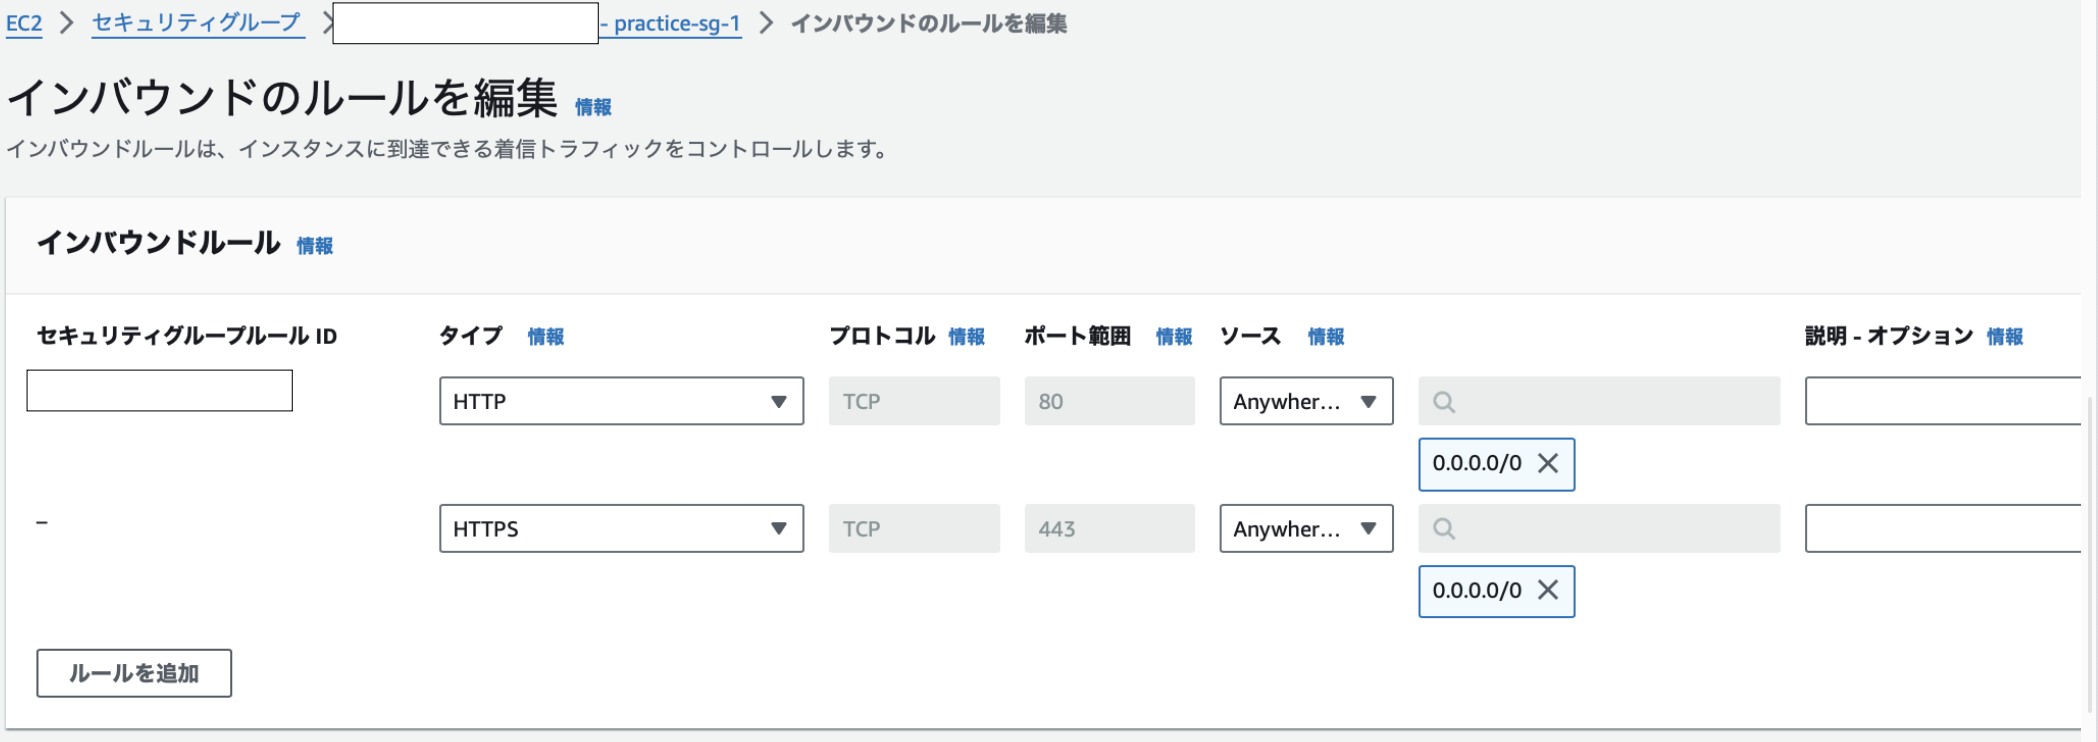 EC2 > セキュリティグループ > - practice-sg-1 > インバウンドのルールを編集
インバウンドのルールを編集 情報
インバウンドルールは、インスタンスに到達できる着信トラフィックをコントロールします。
インバウンドルール 情報
セキュリティグループルール ID タイプ 情報 プロトコル 情報 ポート範囲 情報 ソース 情報 説明 - オプション 情報
HTTP TCP 80 Anywher...
0.0.0.0/0
– HTTPS TCP 443 Anywher...
0.0.0.0/0
ルールを追加